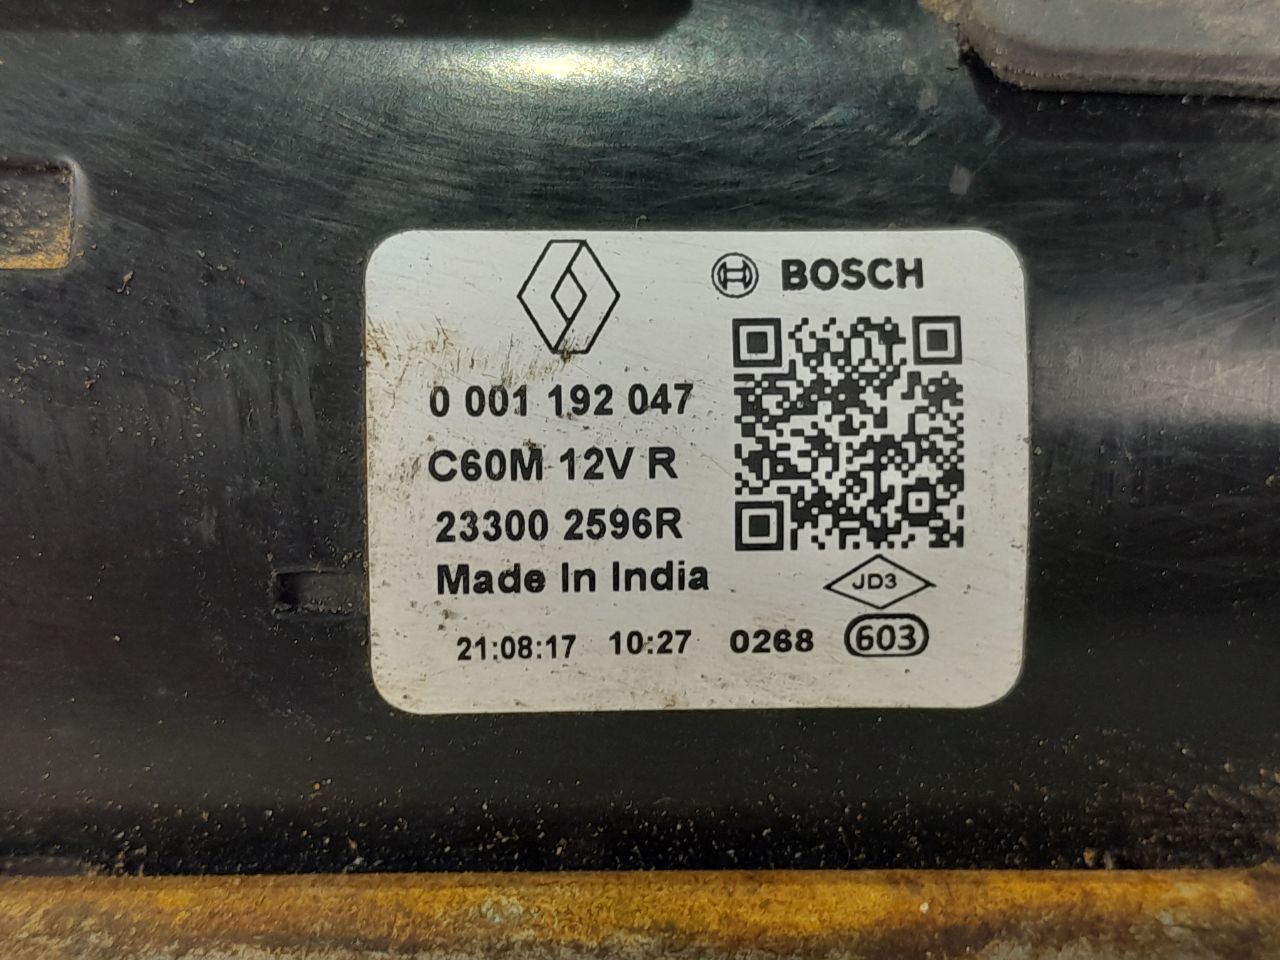 BOSCH
0 001 192 047
C60M 12V R
23300 2596R
Made In India
JD3
21:08:17 10:27 0268 603